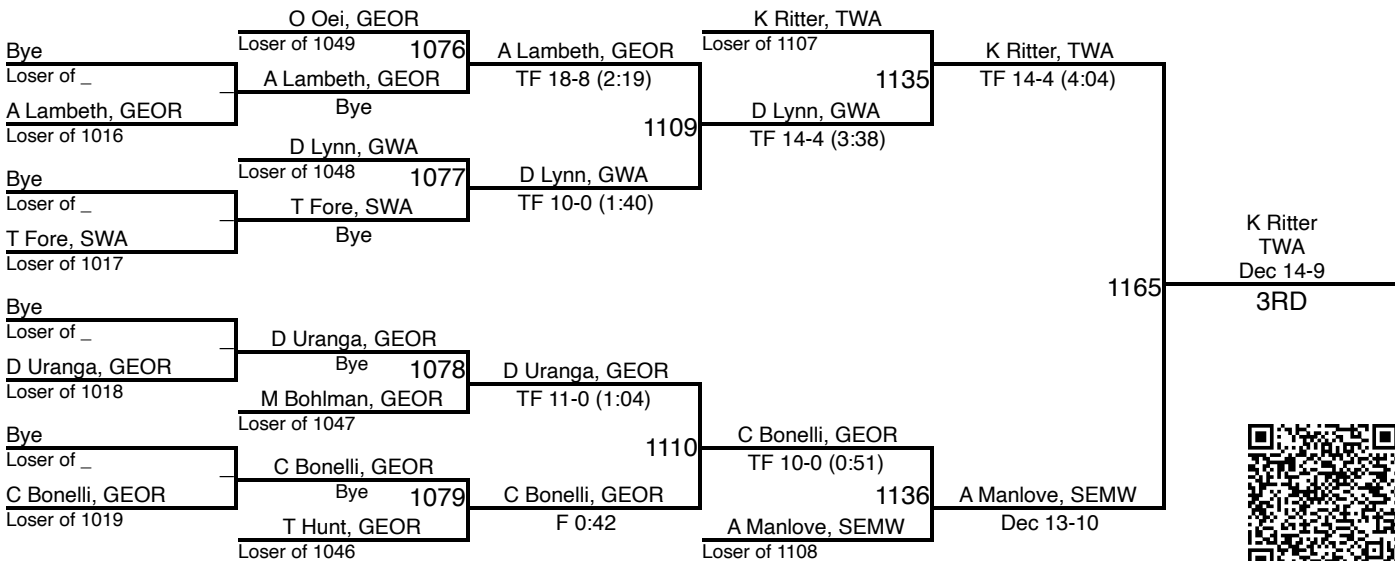 O Oei, GEOR
K Ritter, TWA
Loser of 1049
1076
Loser of 1107
Bye
A Lambeth, GEOR
K Ritter, TWA
Loser of _
_
A Lambeth, GEOR
TF 18-8 (2:19)
1135
TF 14-4 (4:04)
A Lambeth, GEOR
Bye
D Lynn, GWA
Loser of 1016
1109
TF 14-4 (3:38)
D Lynn, GWA
Loser of 1048
1077
Bye
D Lynn, GWA
Loser of _
_
T Fore, SWA
TF 10-0 (1:40)
T Fore, SWA
Bye
Loser of 1017
K Ritter
TWA
Dec 14-9
1165
3RD
Bye
Loser of _
_
D Uranga, GEOR
D Uranga, GEOR
Bye
1078
D Uranga, GEOR
Loser of 1018
M Bohlman, GEOR
TF 11-0 (1:04)
Loser of 1047
Bye
1110
C Bonelli, GEOR
Loser of _
_
C Bonelli, GEOR
TF 10-0 (0:51)
C Bonelli, GEOR
Bye
1079
C Bonelli, GEOR
1136
A Manlove, SEMW
Loser of 1019
T Hunt, GEOR
F 0:42
A Manlove, SEMW
Dec 13-10
Loser of 1046
Loser of 1108